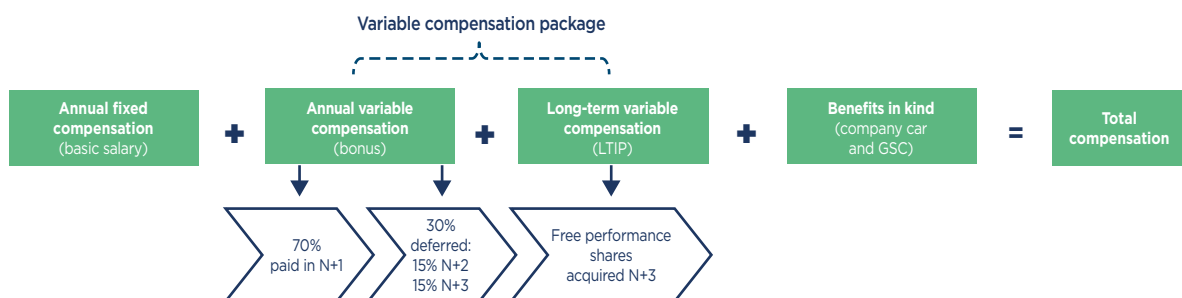 Variable compensation package
Annual fixed
compensation
(basic salary)
+
Annual variable
compensation
(bonus)
+
Long-term variable
compensation
(LTIP)
+
Benefits in kind
(company car
and GSC)
=
Total
compensation
70%
paid in N+1
30%
deferred:
15% N+2
15% N+3
Free performance
shares
acquired N+3